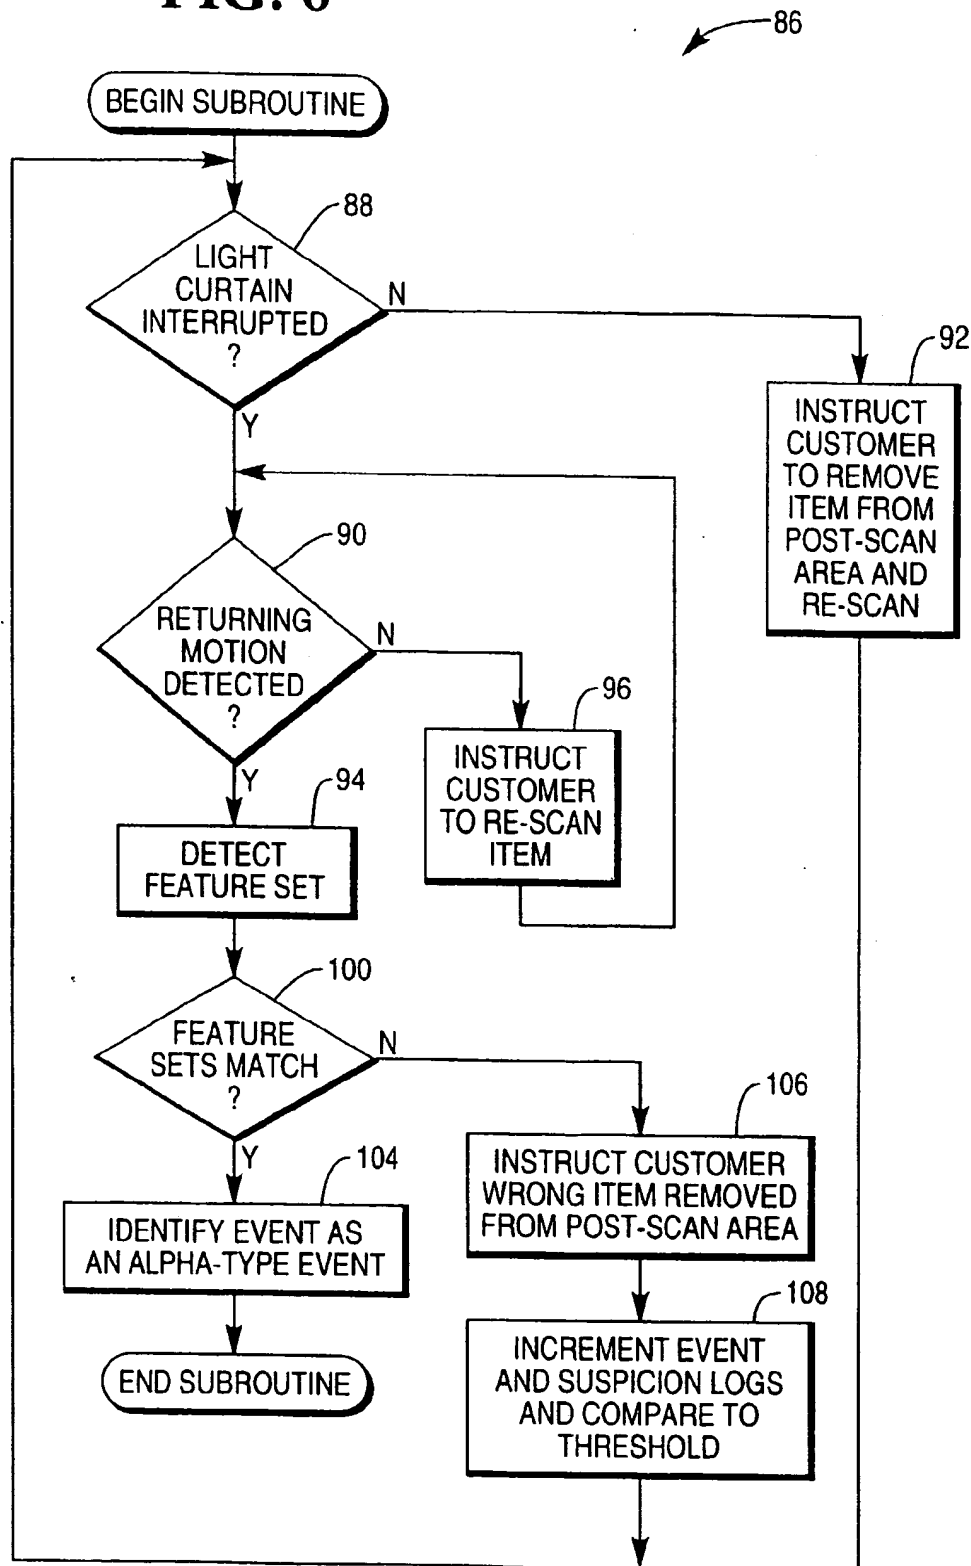 FIG. 6
86
BEGIN SUBROUTINE
88
LIGHT
CURTAIN
INTERRUPTED
?
N
Y
92
INSTRUCT
CUSTOMER
TO REMOVE
ITEM FROM
POST-SCAN
AREA AND
RE-SCAN
90
RETURNING
MOTION
DETECTED
?
N
Y
96
INSTRUCT
CUSTOMER
TO RE-SCAN
ITEM
94
DETECT
FEATURE SET
100
FEATURE
SETS MATCH
?
N
Y
106
INSTRUCT CUSTOMER
WRONG ITEM REMOVED
FROM POST-SCAN AREA
104
IDENTIFY EVENT AS
AN ALPHA-TYPE EVENT
108
INCREMENT EVENT
AND SUSPICION LOGS
AND COMPARE TO
THRESHOLD
END SUBROUTINE